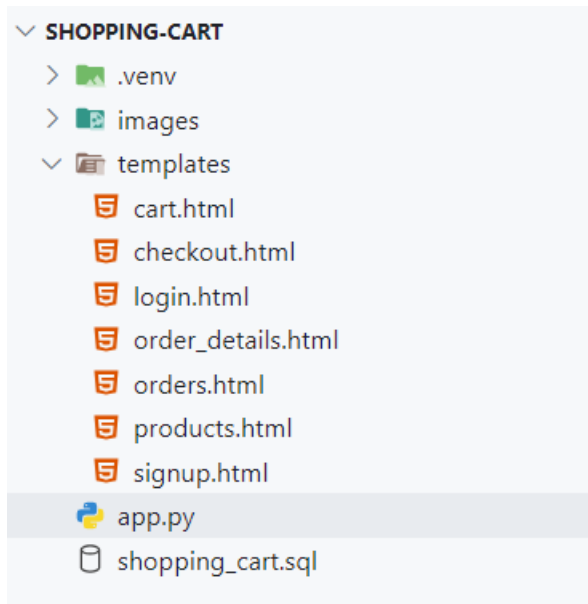 SHOPPING-CART
.venv
images
templates
cart.html
checkout.html
login.html
order_details.html
orders.html
products.html
signup.html
app.py
shopping_cart.sql